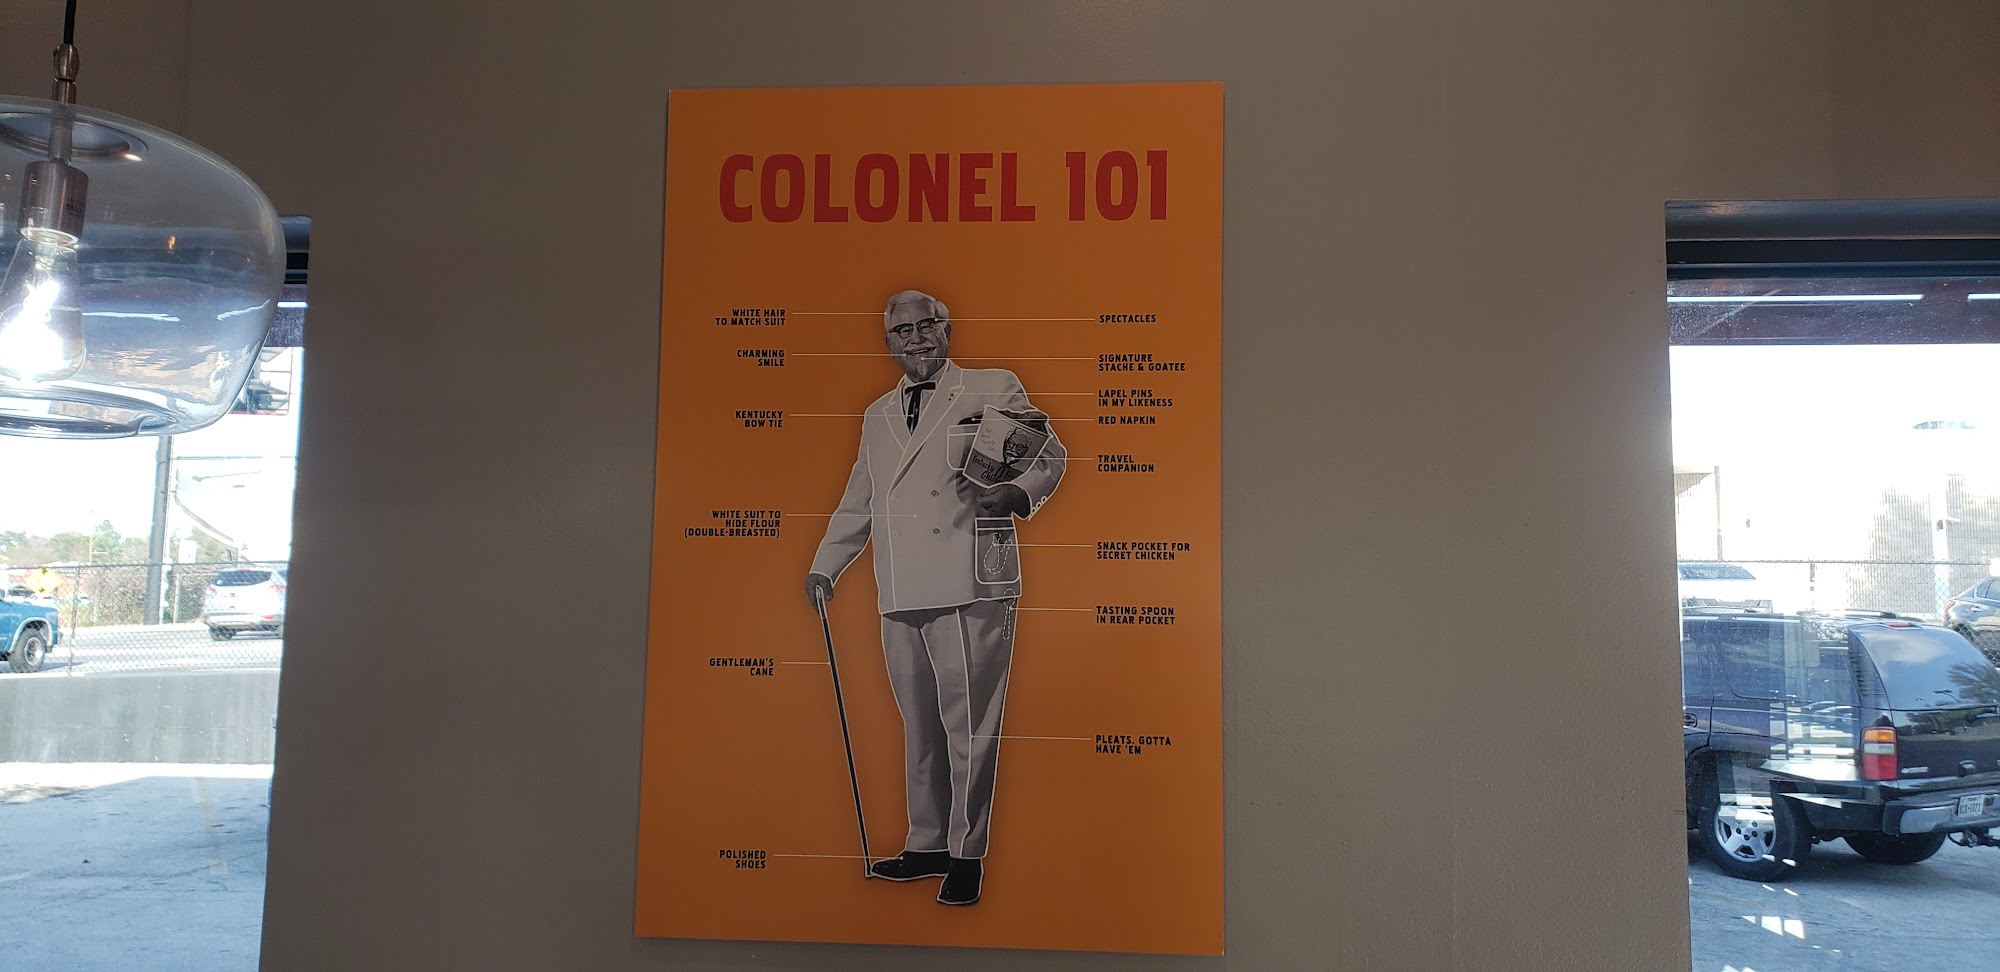 COLONEL 101
WHITE HAIR
TO MATCH SUIT
CHARMING
SMILE
KENTUCKY
BOW TIE
WHITE SUIT TO
HIDE FLOUR
(DOUBLE-BREASTED)
GENTLEMAN'S
CANE
POLISHED
SHOES
SPECTACLES
SIGNATURE
STACHE & GOATEE
LAPEL PINS
IN MY LIKENESS
RED NAPKIN
TRAVEL
COMPANION
SNACK POCKET FOR
SECRET CHICKEN
TASTING SPOON
IN REAR POCKET
PLEATS. GOTTA
HAVE 'EM